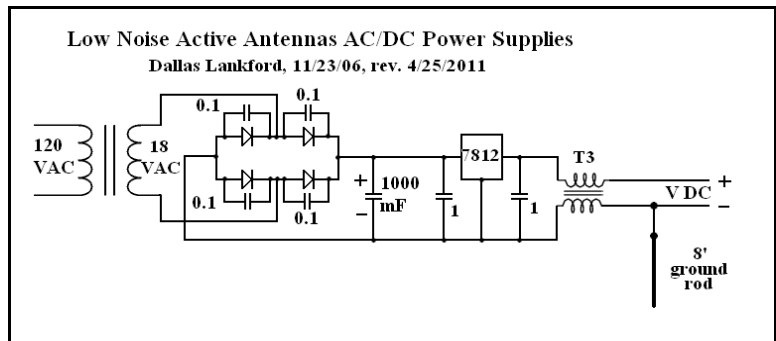 Low Noise Active Antennas AC/DC Power Supplies
Dallas Lankford, 11/23/06, rev. 4/25/2011
0.1
0.1
120
VAC
18
VAC
0.1
0.1
+
1000
mF
−
1
7812
1
T3
+
V DC
−
8'
ground
rod